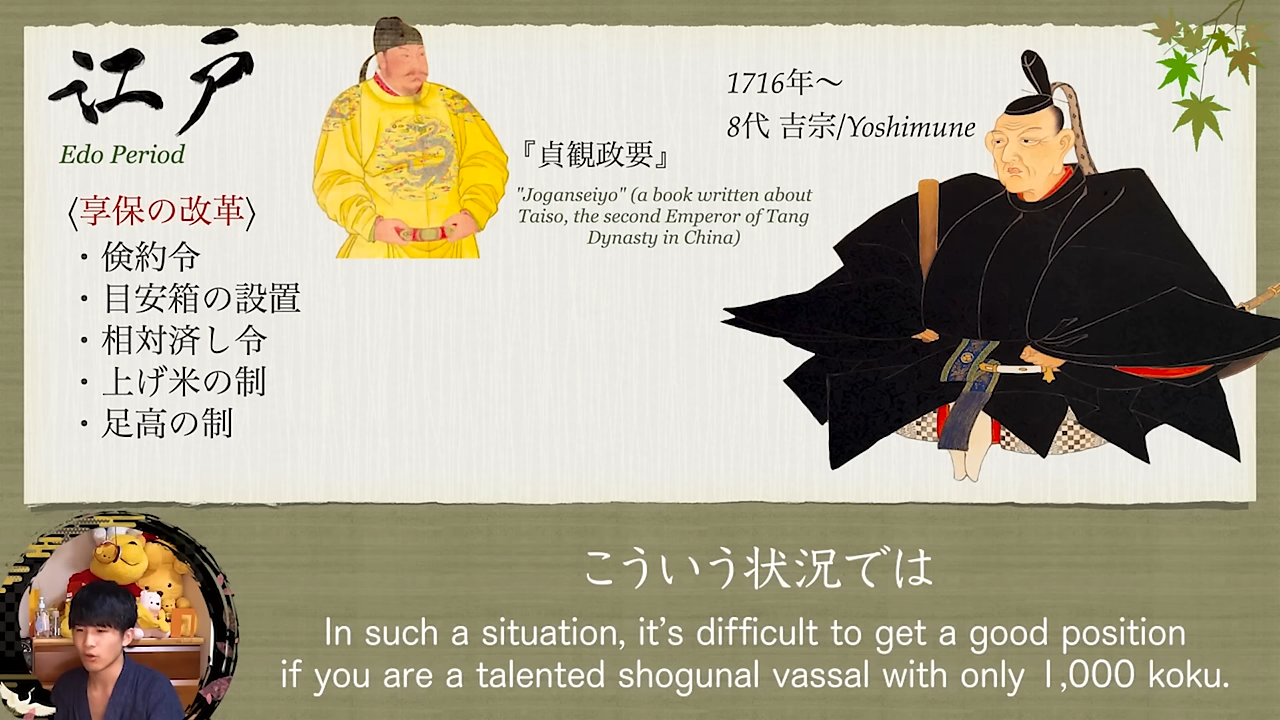 江戸
Edo Period
〈享保の改革〉
・倹約令
・目安箱の設置
・相対済し令
・上げ米の制
・足高の制
『貞観政要』
"Joganseiyo" (a book written about
Taiso, the second Emperor of Tang
Dynasty in China)
1716年〜
8代 吉宗/Yoshimune
こういう状況では
In such a situation, it's difficult to get a good position
if you are a talented shogunal vassal with only 1,000 koku.